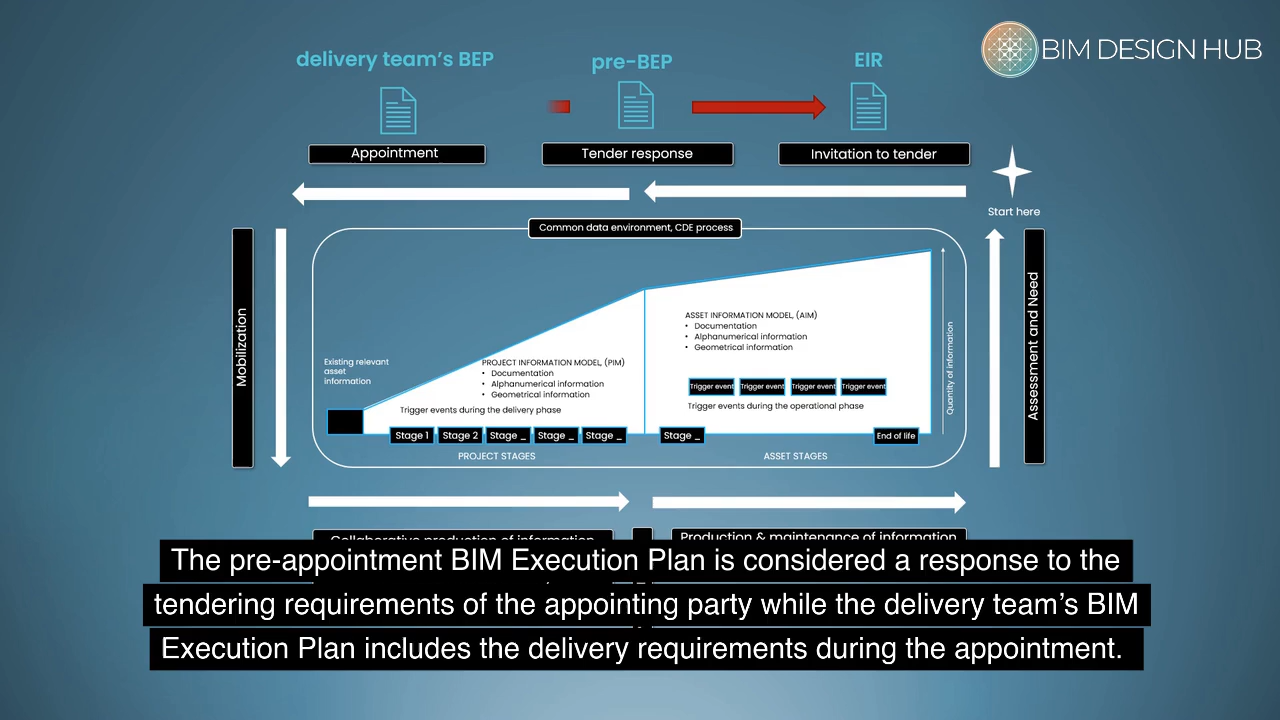 delivery team's BEP
pre-BEP
EIR
BIM DESIGN HUB
Appointment
Tender response
Invitation to tender
Start here
Common data environment, CDE process
Mobilization
Assessment and Need
Existing relevant
asset
information
PROJECT INFORMATION MODEL, (PIM)
• Documentation
• Alphanumerical information
• Geometrical information
Trigger events during the delivery phase
ASSET INFORMATION MODEL, (AIM)
• Documentation
• Alphanumerical information
• Geometrical information
Trigger event
Trigger event
Trigger event
Trigger event
Trigger events during the operational phase
Quantity of information
Stage 1
Stage 2
Stage _
Stage _
Stage _
Stage _
End of life
PROJECT STAGES
ASSET STAGES
Collaborative production of information
Production & maintenance of information
The pre-appointment BIM Execution Plan is considered a response to the
tendering requirements of the appointing party while the delivery team's BIM
Execution Plan includes the delivery requirements during the appointment.